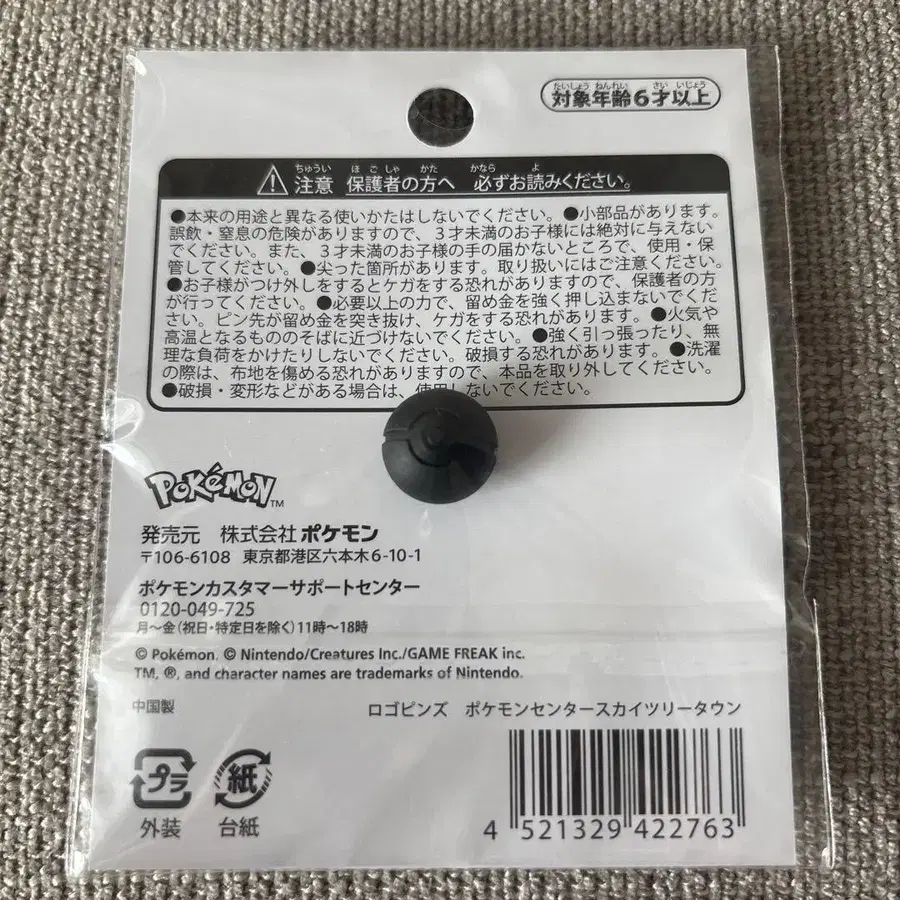 対象年齢6才以上
たいしょう ねんれい さい いじょう
注意 保護者の方へ 必ずお読みください。
ちゅうい ほごしゃ かた かなら よ
●本来の用途と異なる使いかたはしないでください。●小部品があります。
誤飲・窒息の危険がありますので、3才未満のお子様には絶対に与えない
でください。また、3才未満のお子様の手の届かないところで、使用・保
管してください。●尖った箇所があります。取り扱いにはご注意ください。
●お子様がつけ外しをするとケガをする恐れがありますので、保護者の方
が行ってください。●必要以上の力で、留め金を強く押し込まないでくだ
さい。ピン先が留め金を突き抜け、ケガをする恐れがあります。●火気や
高温となるもののそばに近づけないでください。●強く引っ張ったり、無
理な負荷をかけたりしないでください。破損する恐れがあります。●洗濯
の際は、布地を傷める恐れがありますので、本品を取り外してください。
●破損・変形などがある場合は、使用しないでください。
POKéMON™
発売元 株式会社ポケモン
〒106-6108 東京都港区六本木6-10-1
ポケモンカスタマーサポートセンター
0120-049-725
月〜金(祝日・特定日を除く)11時〜18時
© Pokémon. © Nintendo/Creatures Inc./GAME FREAK inc.
TM, ®, and character names are trademarks of Nintendo.
中国製 ロゴピンズ ポケモンセンタースカイツリータウン
プラ 紙
外装 台紙
4 521329 422763